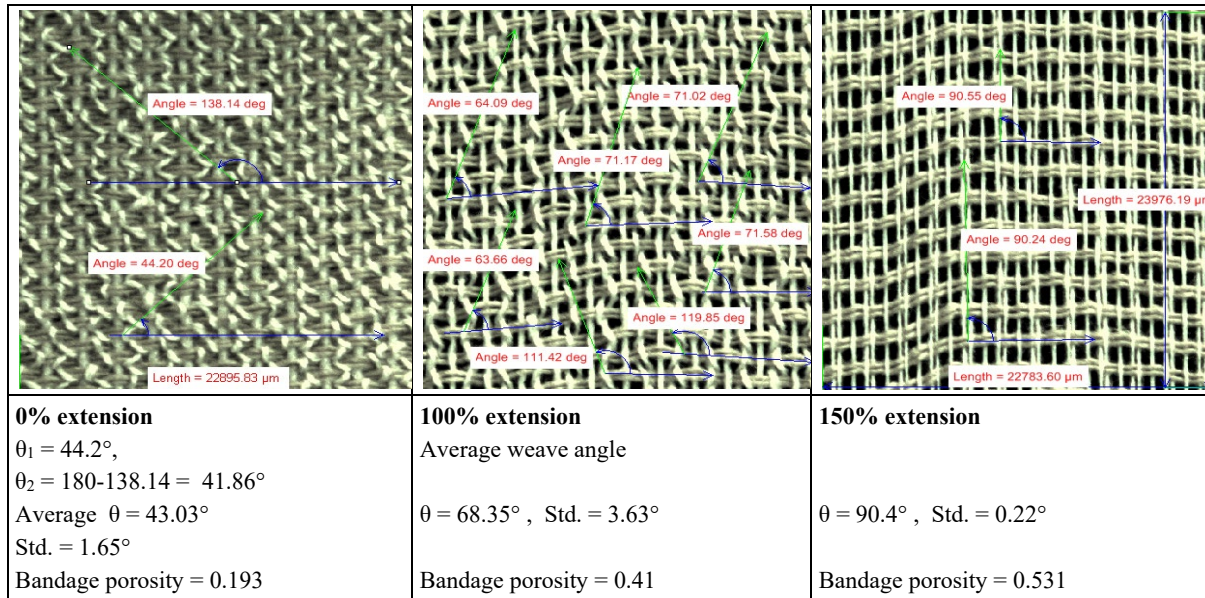 Angle = 138.14 deg
Angle = 44.20 deg
Length = 22895.83 µm
Angle = 64.09 deg
Angle = 71.02 deg
Angle = 71.17 deg
Angle = 71.58 deg
Angle = 63.66 deg
Angle = 119.85 deg
Angle = 111.42 deg
Angle = 90.55 deg
Length = 23976.19 µm
Angle = 90.24 deg
Length = 22783.60 µm
0% extension
θ₁ = 44.2°,
θ₂ = 180-138.14 = 41.86°
Average θ = 43.03°
Std. = 1.65°
Bandage porosity = 0.193
100% extension
Average weave angle
θ = 68.35° , Std. = 3.63°
Bandage porosity = 0.41
150% extension
θ = 90.4° , Std. = 0.22°
Bandage porosity = 0.531